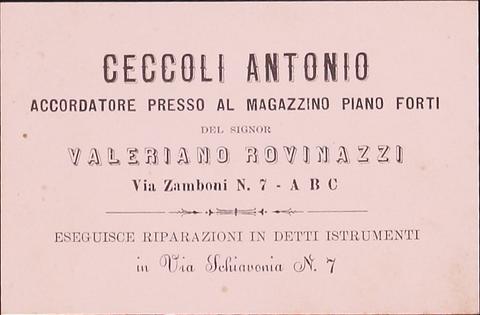 CECCOLI ANTONIO
ACCORDATORE PRESSO AL MAGAZZINO PIANO FORTI
DEL SIGNOR
VALERIANO ROVINAZZI
Via Zamboni N. 7 - A B C
ESEGUISCE RIPARAZIONI IN DETTI ISTRUMENTI
in Via Schiavonia N. 7